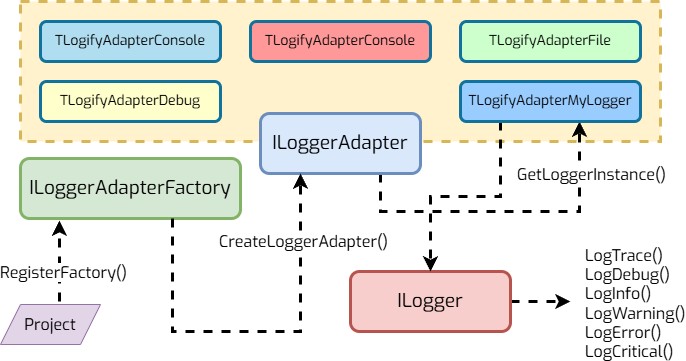 TLogifyAdapterConsole
TLogifyAdapterConsole
TLogifyAdapterFile
TLogifyAdapterDebug
TLogifyAdapterMyLogger
ILoggerAdapter
ILoggerAdapterFactory
GetLoggerInstance()
CreateLoggerAdapter()
RegisterFactory()
Project
ILogger
LogTrace()
LogDebug()
LogInfo()
LogWarning()
LogError()
LogCritical()